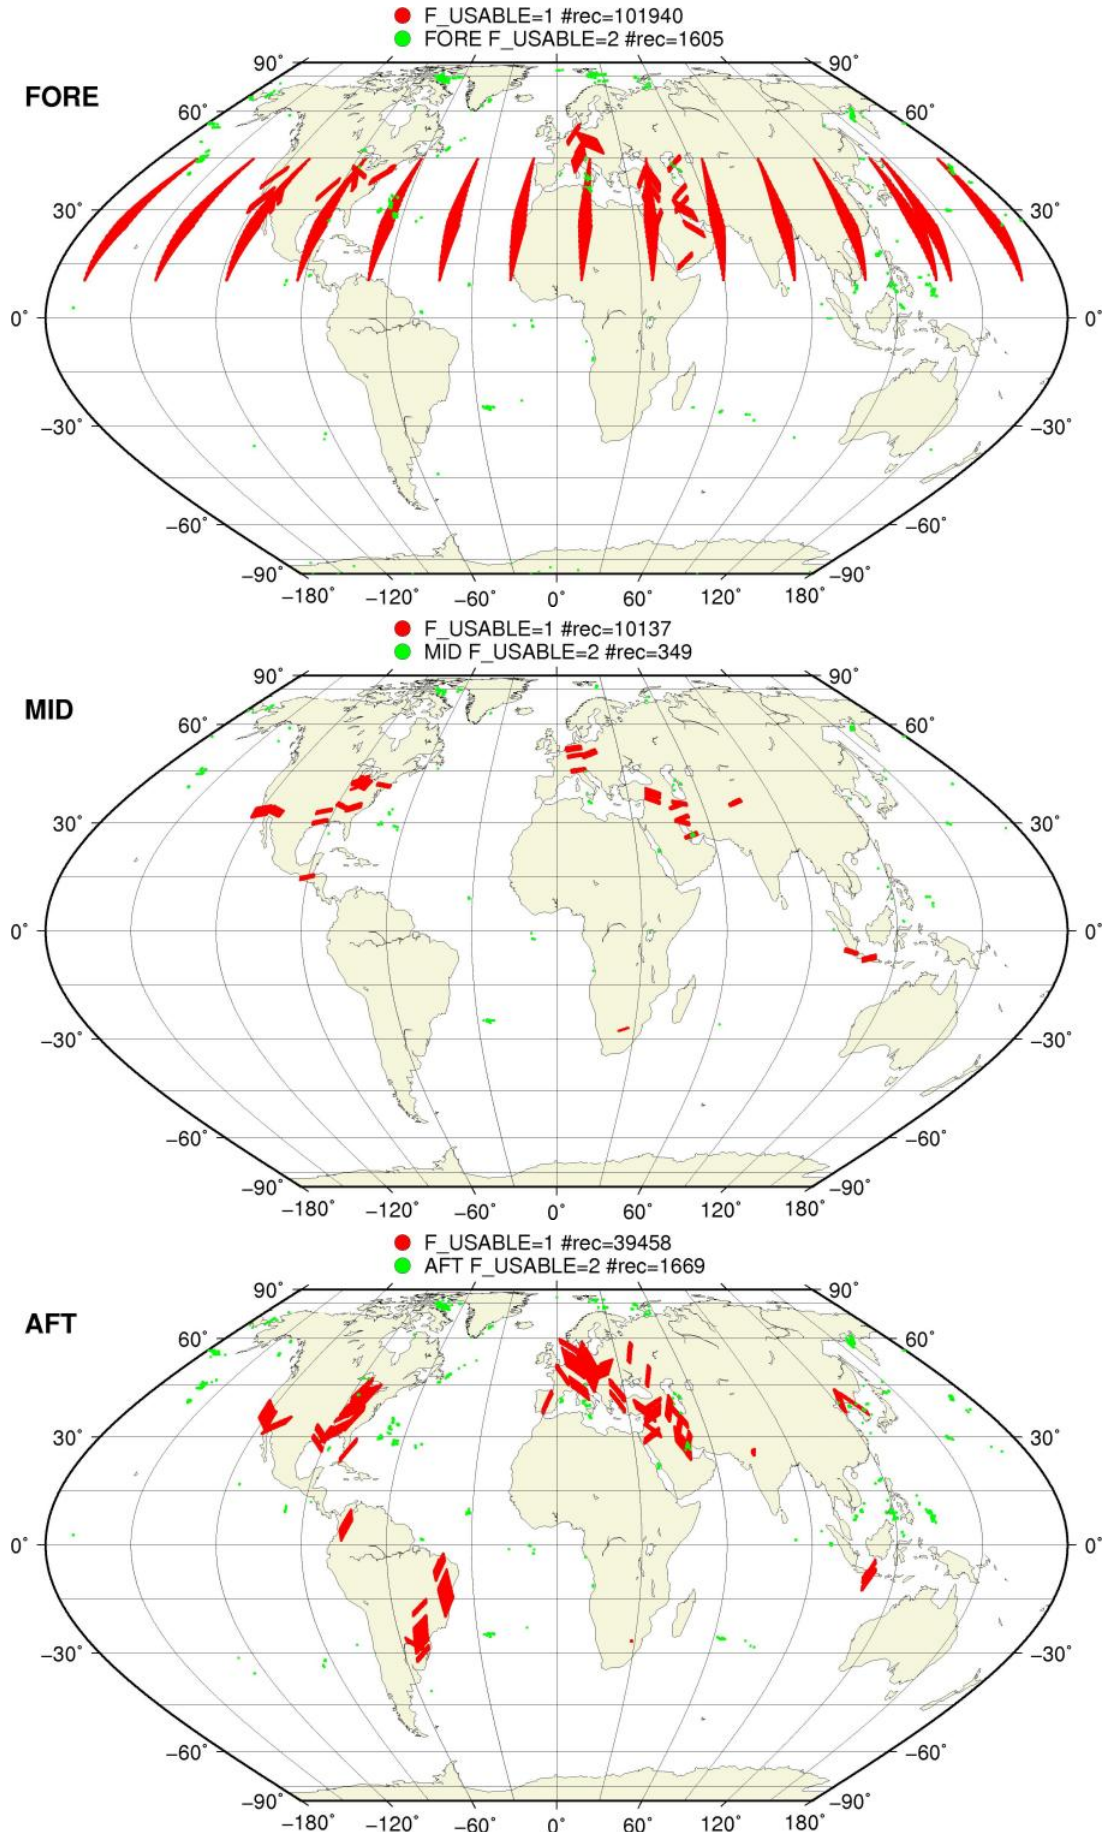 F_USABLE=1 #rec=101940
FORE F_USABLE=2 #rec=1605
FORE
90° 90°
60° 60°
30° 30°
0° 0°
−30° −30°
−60° −60°
−90° −90°
−180° −120° −60° 0° 60° 120° 180°
F_USABLE=1 #rec=10137
MID F_USABLE=2 #rec=349
MID
90° 90°
60° 60°
30° 30°
0° 0°
−30° −30°
−60° −60°
−90° −90°
−180° −120° −60° 0° 60° 120° 180°
F_USABLE=1 #rec=39458
AFT F_USABLE=2 #rec=1669
AFT
90° 90°
60° 60°
30° 30°
0° 0°
−30° −30°
−60° −60°
−90° −90°
−180° −120° −60° 0° 60° 120° 180°